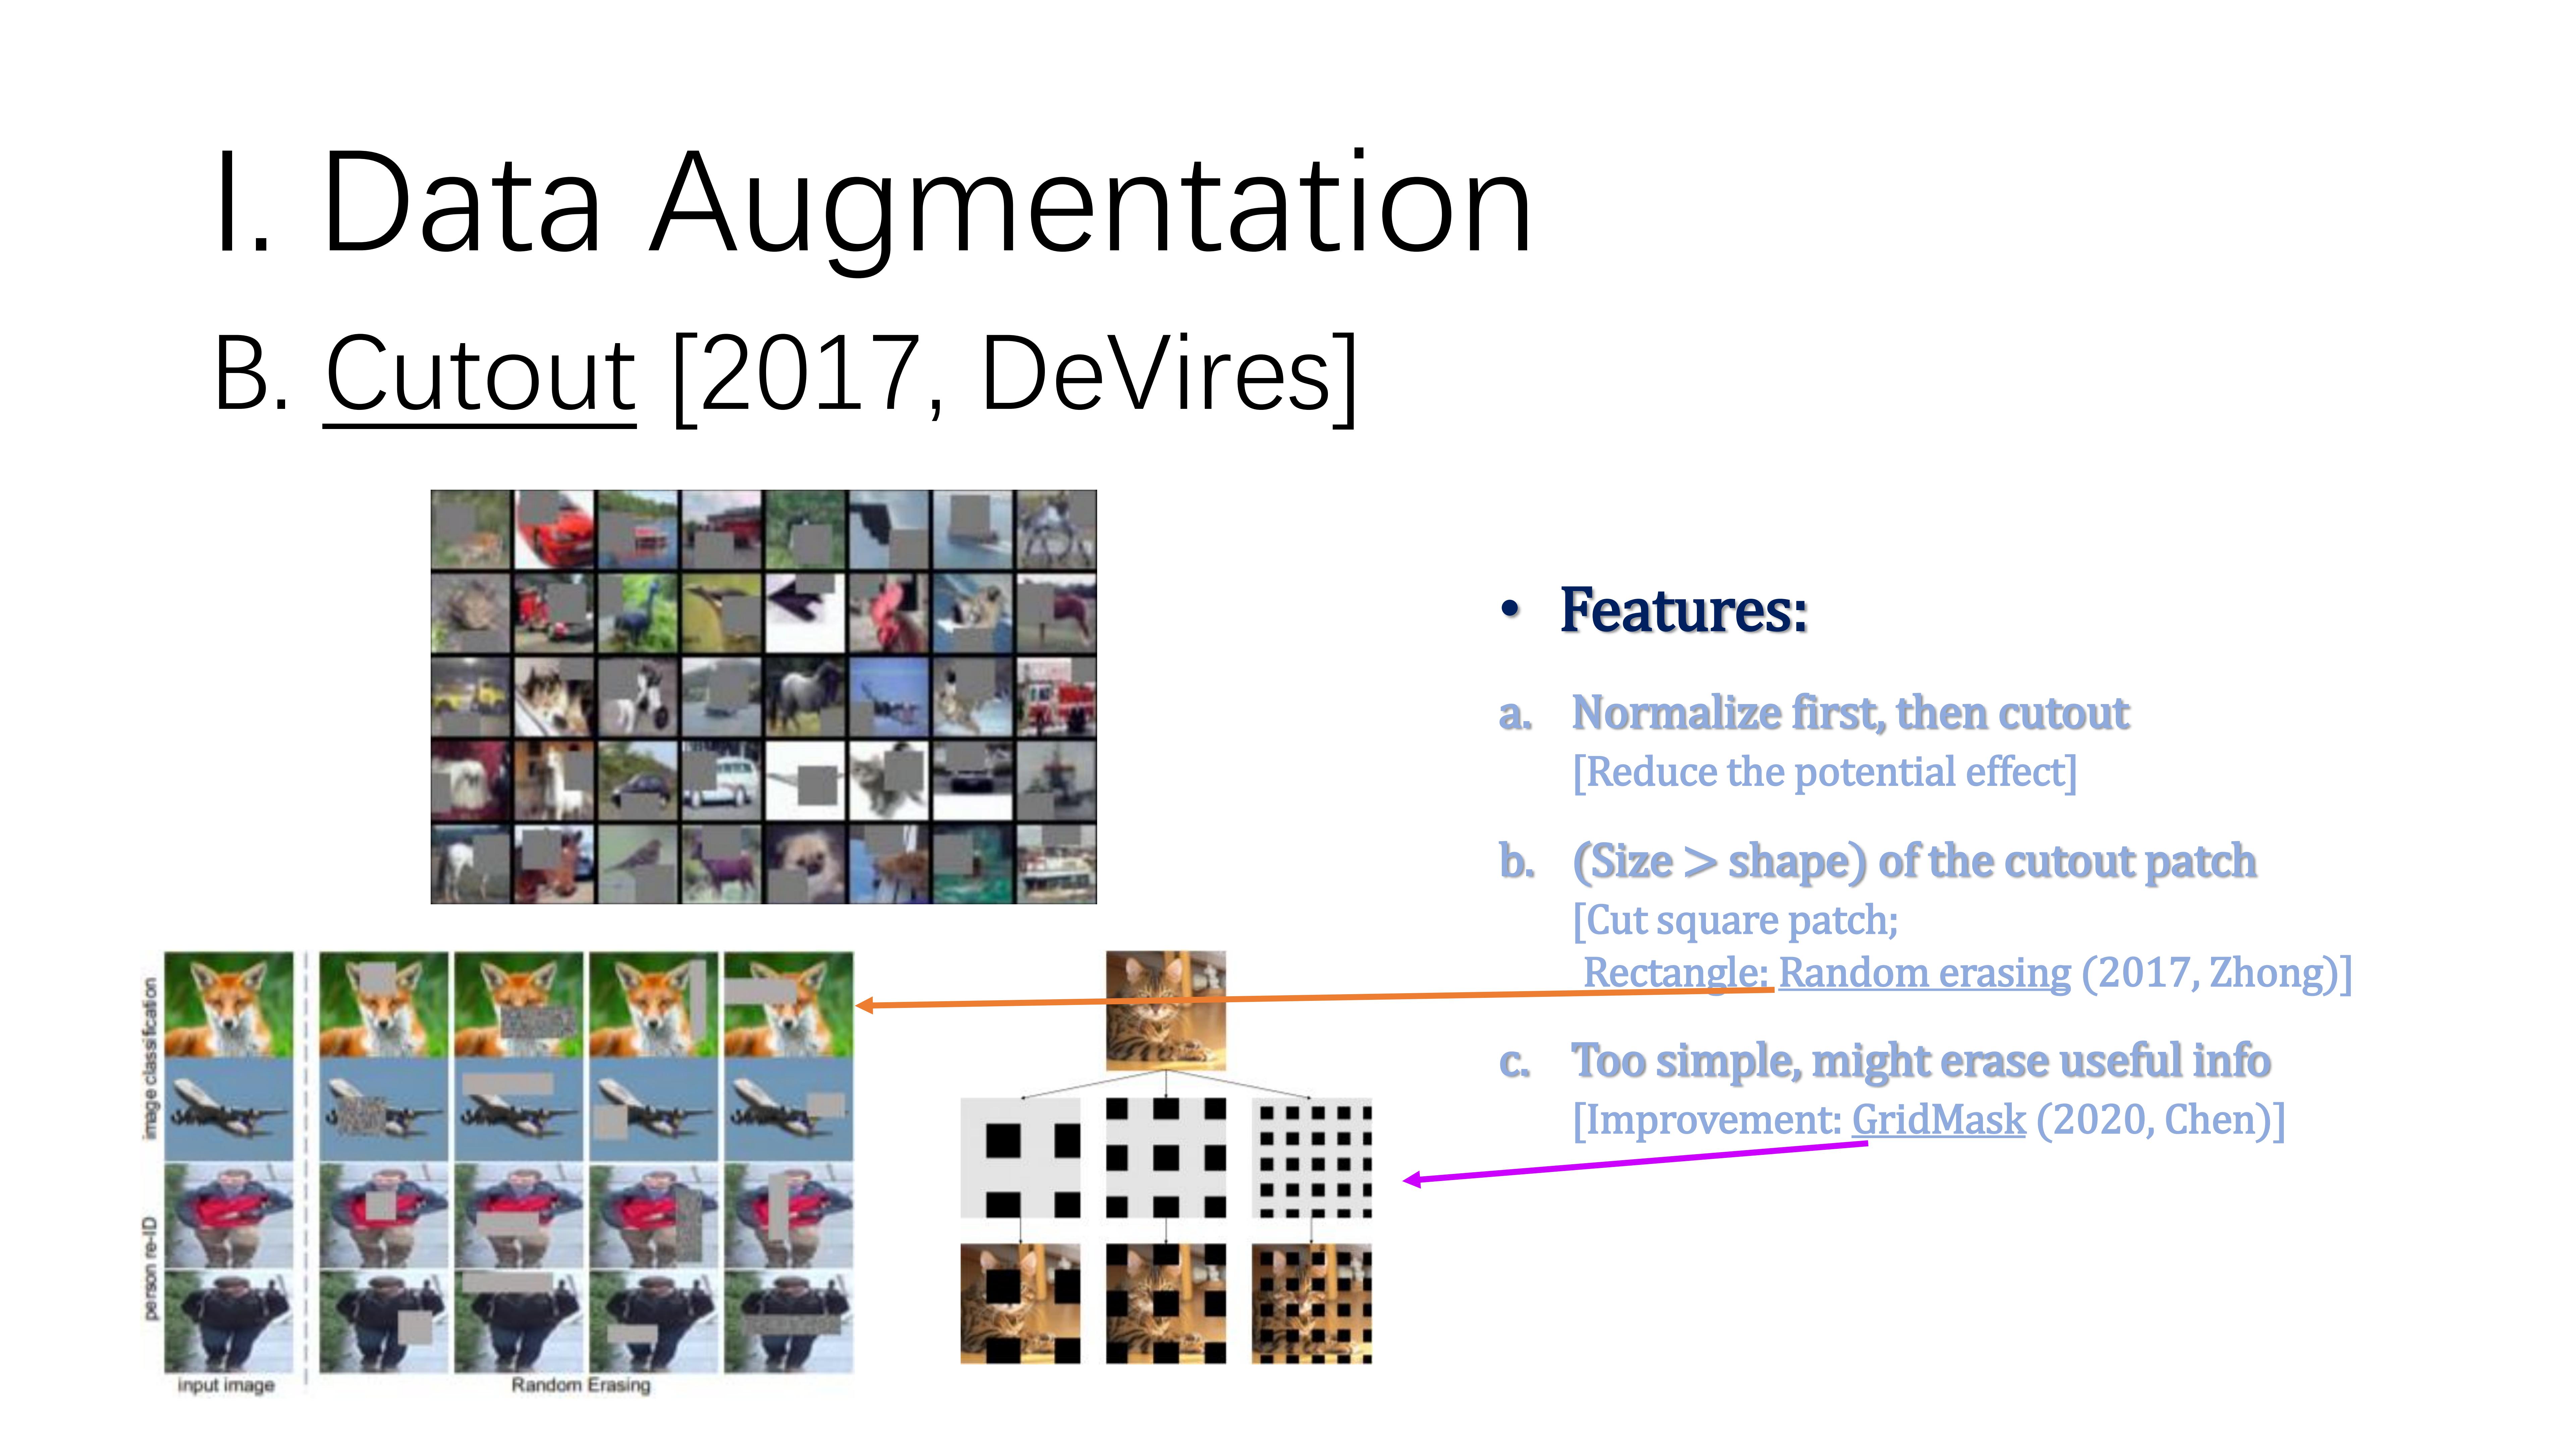 I. Data Augmentation
B. Cutout [2017, DeVires]
• Features:
a. Normalize first, then cutout
[Reduce the potential effect]
b. (Size > shape) of the cutout patch
[Cut square patch;
Rectangle: Random erasing (2017, Zhong)]
c. Too simple, might erase useful info
[Improvement: GridMask (2020, Chen)]
image classification
person re-ID
input image
Random Erasing